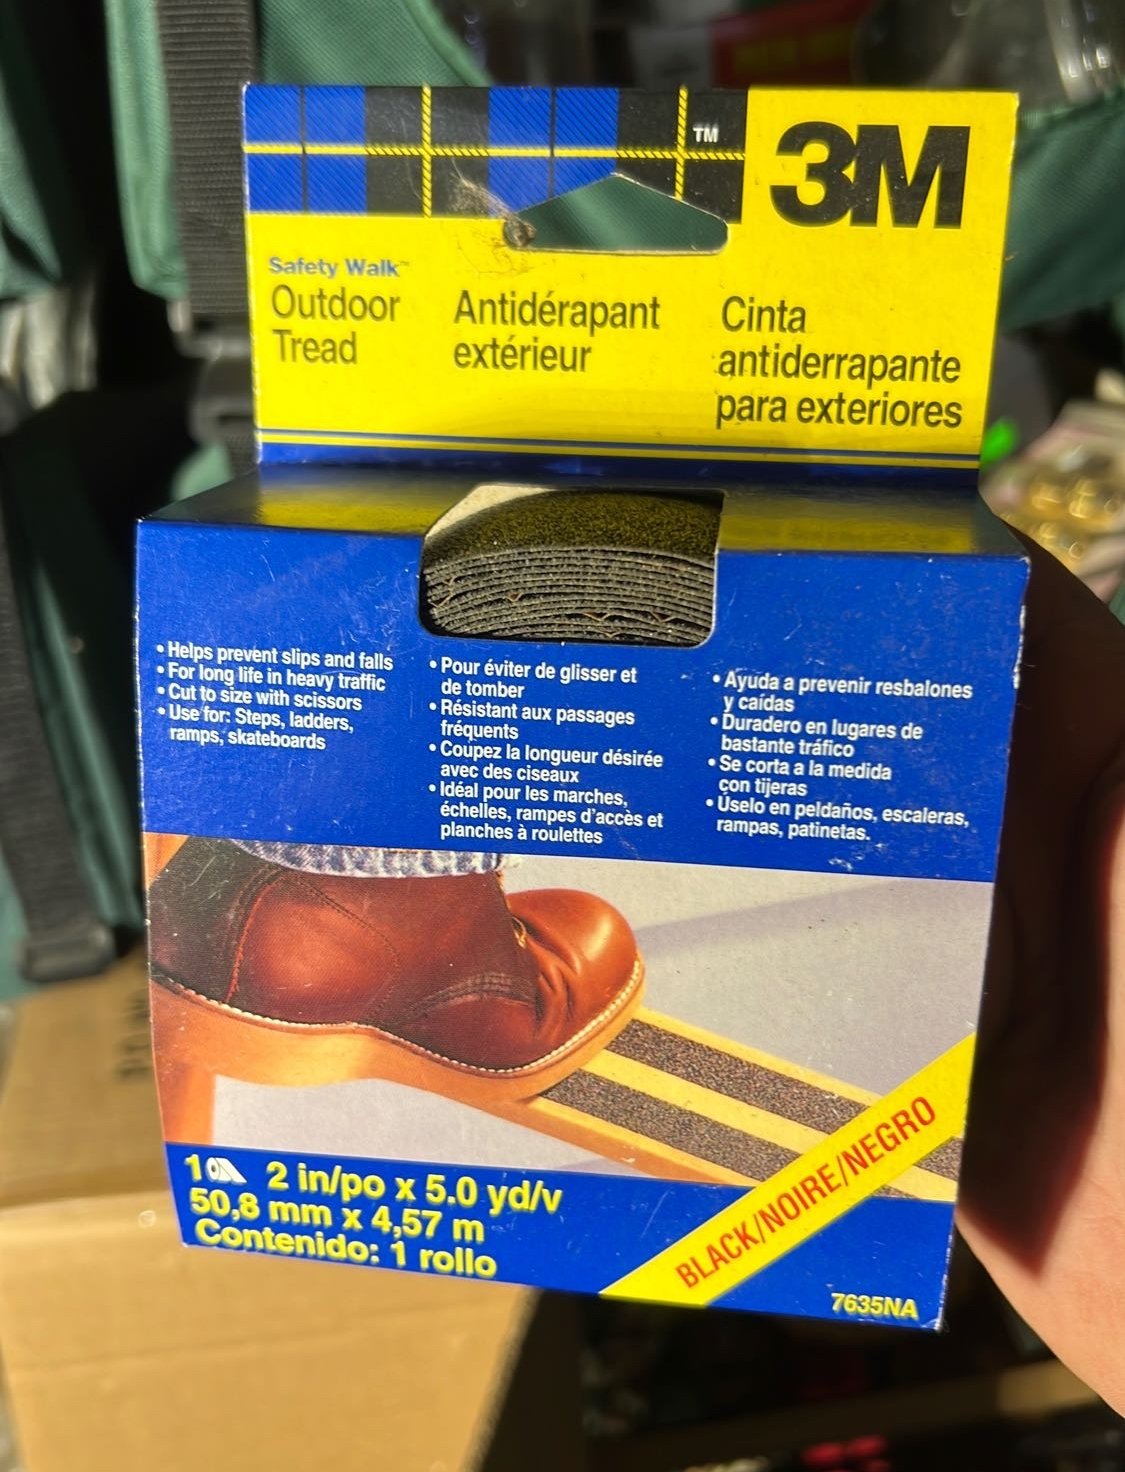 TM
3M
Safety Walk™
Outdoor
Tread
Antidérapant
extérieur
Cinta
antiderrapante
para exteriores
• Helps prevent slips and falls
• For long life in heavy traffic
• Cut to size with scissors
• Use for: Steps, ladders,
ramps, skateboards
• Pour éviter de glisser et
de tomber
• Résistant aux passages
fréquents
• Coupez la longueur désirée
avec des ciseaux
• Idéal pour les marches,
échelles, rampes d'accès et
planches à roulettes
• Ayuda a prevenir resbalones
y caídas
• Duradero en lugares de
bastante tráfico
• Se corta a la medida
con tijeras
• Úselo en peldaños, escaleras,
rampas, patinetas.
1 2 in/po x 5.0 yd/v
50,8 mm x 4,57 m
Contenido: 1 rollo
BLACK/NOIRE/NEGRO
7635NA